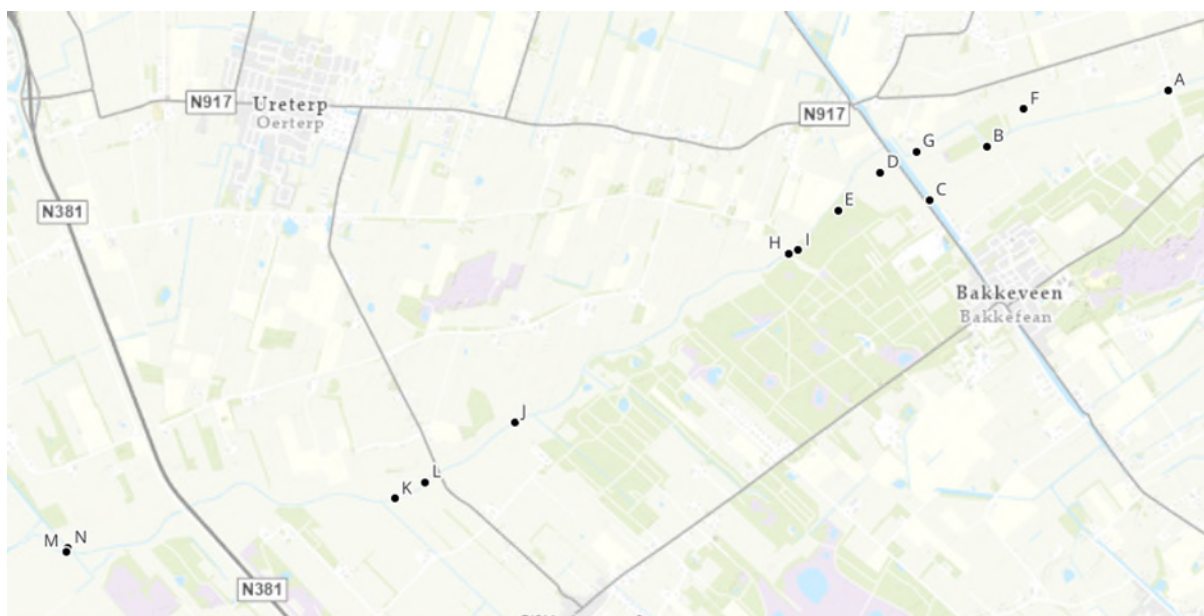 A
N917
Ureterp
Oerterp
N917
F
G
B
D
N381
E
C
H
I
Bakkeveen
Bakkefean
J
L
K
M
N
N381